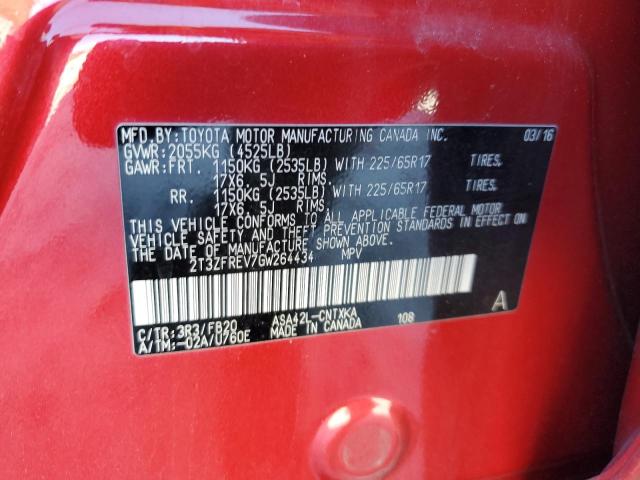 MFD.BY:TOYOTA MOTOR MANUFACTURING CANADA INC. 03/16
GVWR:2055KG (4525LB)
GAWR:FRT. 1150KG (2535LB) WITH 225/65R17 TIRES.
17X6.5J RIMS.
RR. 1150KG (2535LB) WITH 225/65R17 TIRES.
17X6.5J RIMS.
THIS VEHICLE CONFORMS TO ALL APPLICABLE FEDERAL MOTOR
VEHICLE SAFETY AND THEFT PREVENTION STANDARDS IN EFFECT ON
THE DATE OF MANUFACTURE SHOWN ABOVE.
2T3ZFREV7GW264434 MPV
A
C/TR:3R3/FB20 ASA42L-CNTXKA 108
A/TM:-02A/U760E MADE IN CANADA